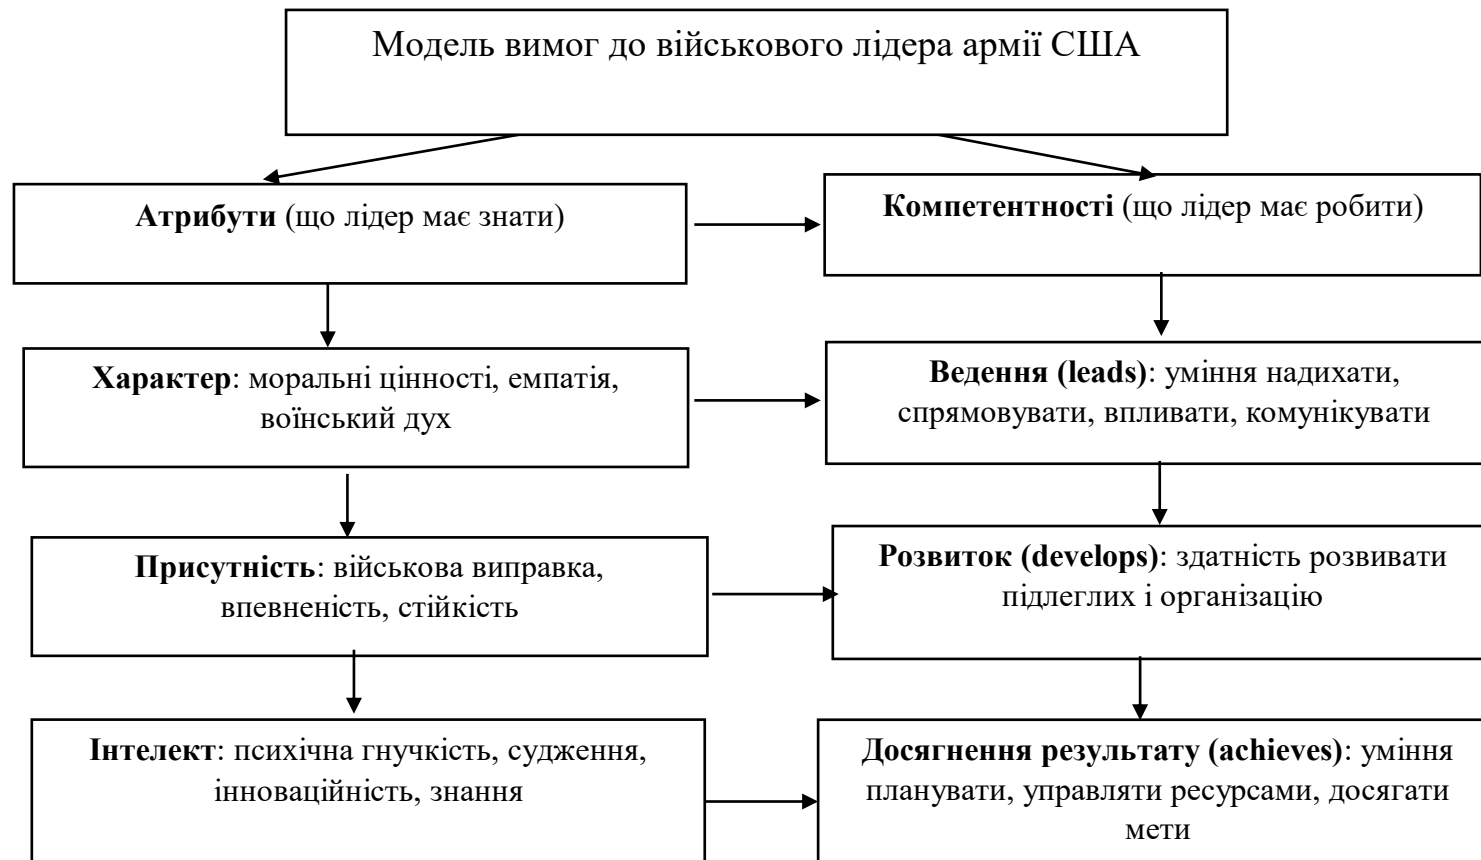 Модель вимог до військового лідера армії США
Атрибути (що лідер має знати)
Компетентності (що лідер має робити)
Характер: моральні цінності, емпатія,
воїнський дух
Ведення (leads): уміння надихати,
спрямовувати, впливати, комунікувати
Присутність: військова виправка,
впевненість, стійкість
Розвиток (develops): здатність розвивати
підлеглих і організацію
Інтелект: психічна гнучкість, судження,
інноваційність, знання
Досягнення результату (achieves): уміння
планувати, управляти ресурсами, досягати
мети